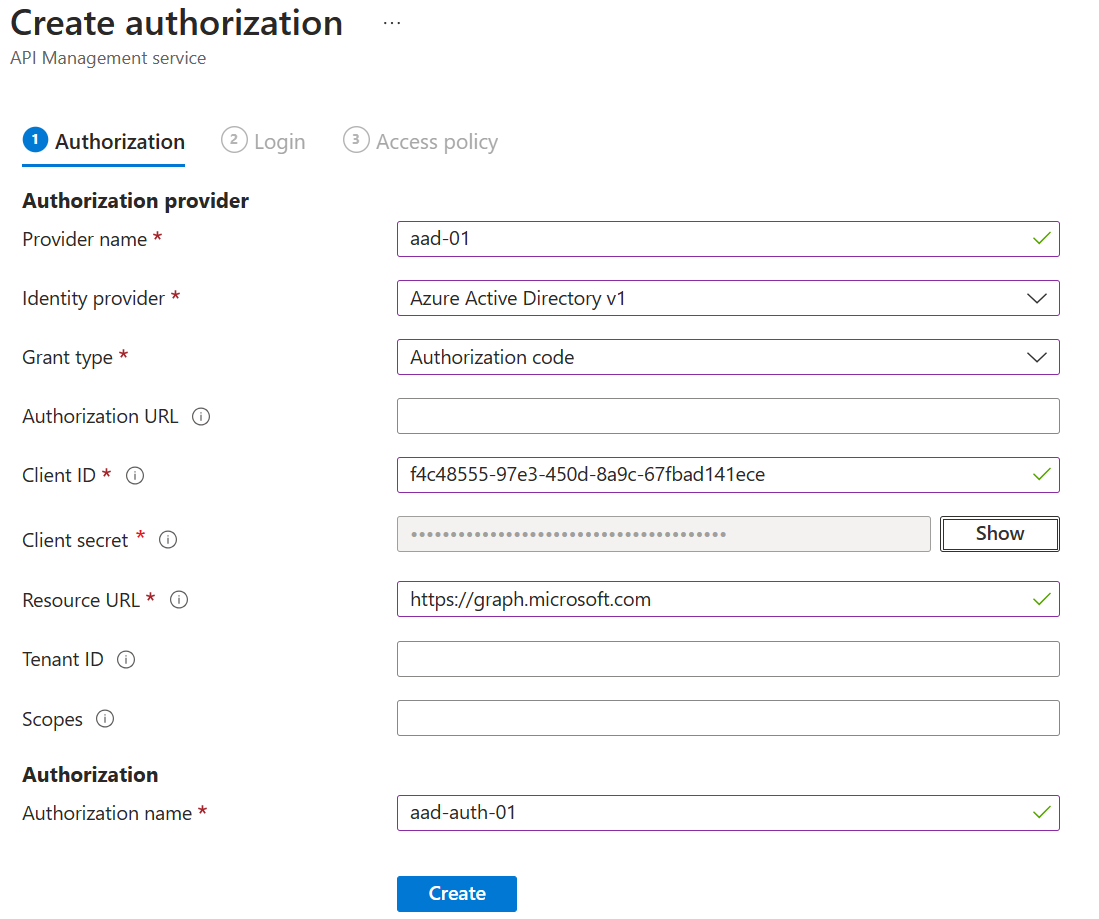 Create authorization ...
API Management service
1 Authorization 2 Login 3 Access policy
Authorization provider
Provider name * aad-01
Identity provider * Azure Active Directory v1
Grant type * Authorization code
Authorization URL
Client ID * f4c48555-97e3-450d-8a9c-67fbad141ece
Client secret * •••••••••••••••••••••••••••••••••••••••• Show
Resource URL * https://graph.microsoft.com
Tenant ID
Scopes
Authorization
Authorization name * aad-auth-01
Create